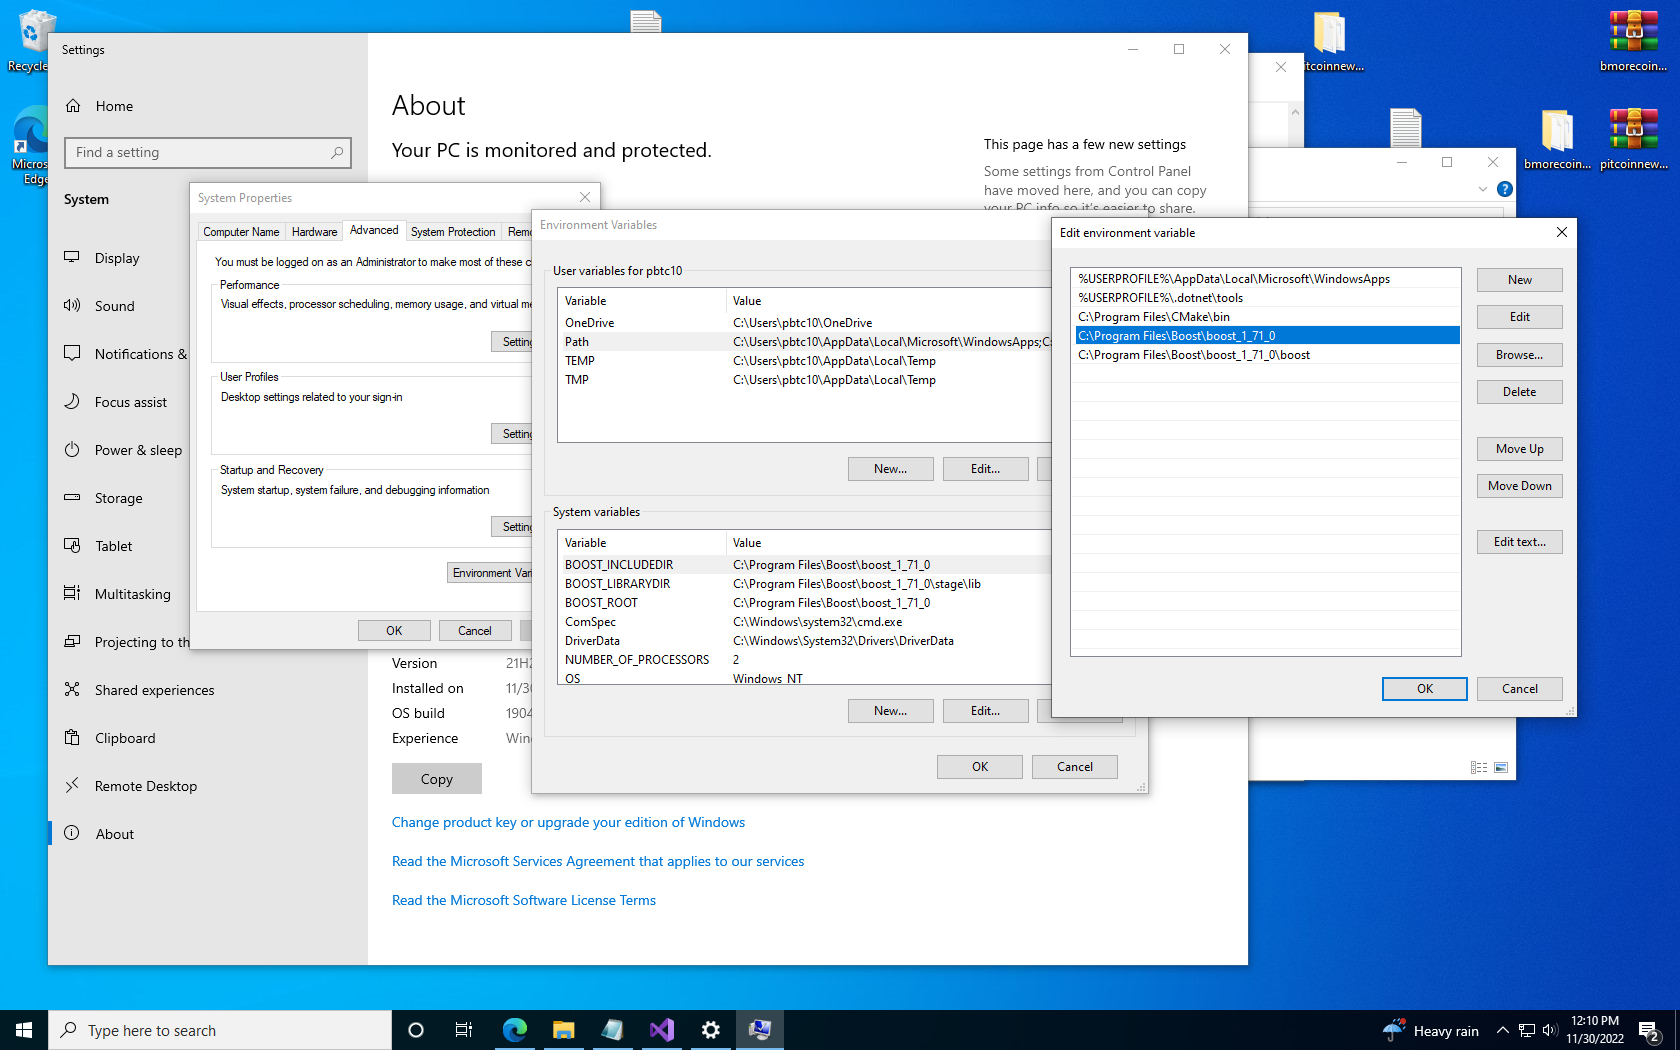 Recycle
Microsoft
Edge
itcoinnew...
bmorecoin...
bmorecoin...
pitcoinnew...
Settings
Home
Find a setting
System
Display
Sound
Notifications &
Focus assist
Power & sleep
Storage
Tablet
Multitasking
Projecting to th
Shared experiences
Clipboard
Remote Desktop
About
About
Your PC is monitored and protected.
This page has a few new settings
Some settings from Control Panel
have moved here, and you can copy
your PC info so it's easier to share.
Version 21H2
Installed on 11/30
OS build 1904
Experience Wind
Copy
Change product key or upgrade your edition of Windows
Read the Microsoft Services Agreement that applies to our services
Read the Microsoft Software License Terms
System Properties
Computer Name Hardware Advanced System Protection Remo
You must be logged on as an Administrator to make most of these c
Performance
Visual effects, processor scheduling, memory usage, and virtual me
Setting
User Profiles
Desktop settings related to your sign-in
Setting
Startup and Recovery
System startup, system failure, and debugging information
Setting
Environment Vari
OK Cancel
Environment Variables
User variables for pbtc10
Variable Value
OneDrive C:\Users\pbtc10\OneDrive
Path C:\Users\pbtc10\AppData\Local\Microsoft\WindowsApps;C:
TEMP C:\Users\pbtc10\AppData\Local\Temp
TMP C:\Users\pbtc10\AppData\Local\Temp
New... Edit...
System variables
Variable Value
BOOST_INCLUDEDIR C:\Program Files\Boost\boost_1_71_0
BOOST_LIBRARYDIR C:\Program Files\Boost\boost_1_71_0\stage\lib
BOOST_ROOT C:\Program Files\Boost\boost_1_71_0
ComSpec C:\Windows\system32\cmd.exe
DriverData C:\Windows\System32\Drivers\DriverData
NUMBER_OF_PROCESSORS 2
OS Windows_NT
New... Edit...
OK Cancel
Edit environment variable
%USERPROFILE%\AppData\Local\Microsoft\WindowsApps
%USERPROFILE%\.dotnet\tools
C:\Program Files\CMake\bin
C:\Program Files\Boost\boost_1_71_0
C:\Program Files\Boost\boost_1_71_0\boost
New
Edit
Browse...
Delete
Move Up
Move Down
Edit text...
OK Cancel
Type here to search
Heavy rain
12:10 PM
11/30/2022
2